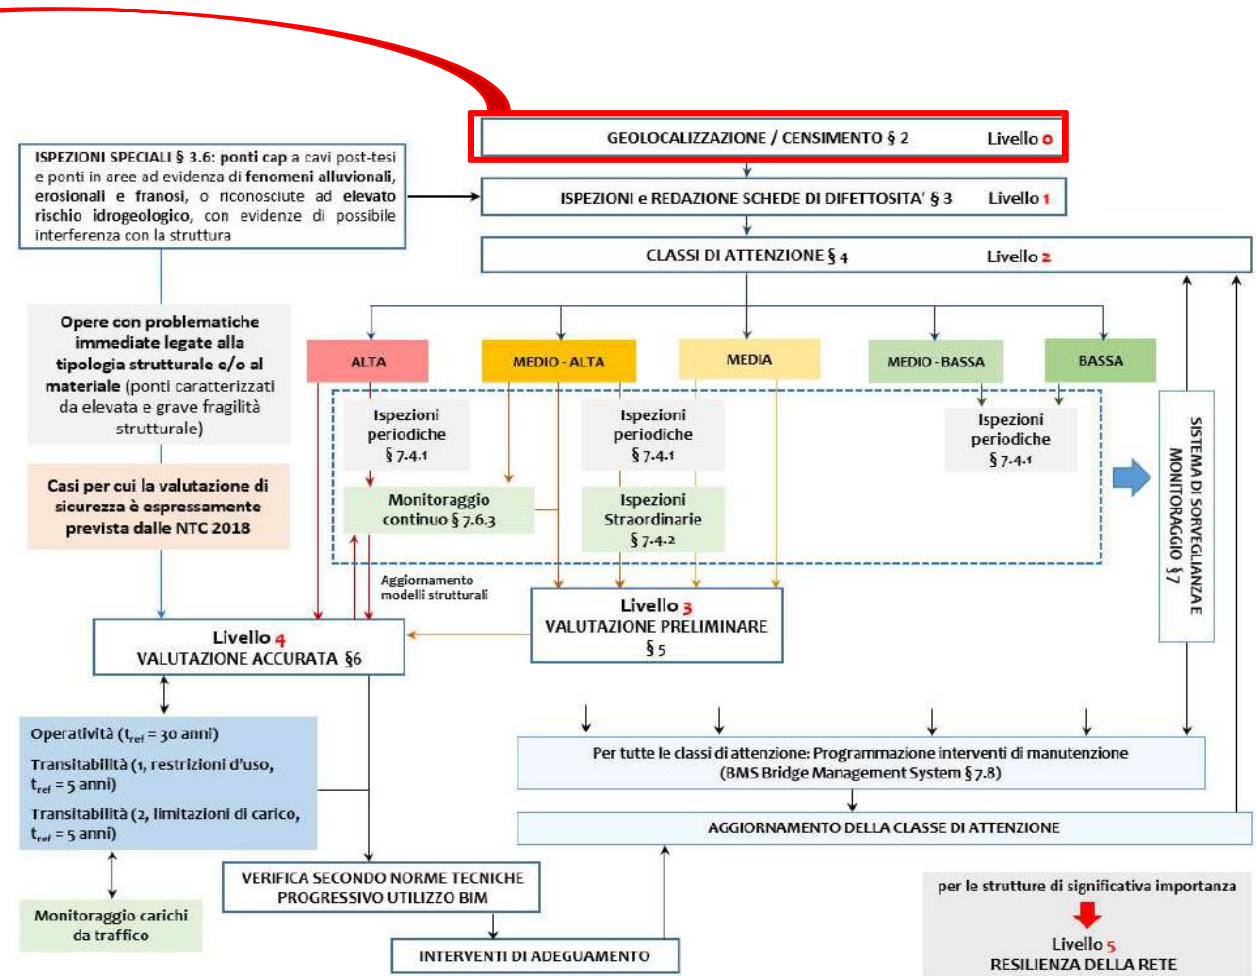 GEOLOCALIZZAZIONE / CENSIMENTO § 2 Livello 0
ISPEZIONI SPECIALI § 3.6: ponti cap a cavi post-tesi
e ponti in aree ad evidenza di fenomeni alluvionali,
erosionali e franosi, o riconosciute ad elevato
rischio idrogeologico, con evidenze di possibile
interferenza con la struttura
ISPEZIONI e REDAZIONE SCHEDE DI DIFETTOSITA' § 3 Livello 1
CLASSI DI ATTENZIONE § 4 Livello 2
Opere con problematiche
immediate legate alla
tipologia strutturale e/o al
materiale (ponti caratterizzati
da elevata e grave fragilità
strutturale)
Casi per cui la valutazione di
sicurezza è espressamente
prevista dalle NTC 2018
ALTA
MEDIO - ALTA
MEDIA
MEDIO - BASSA
BASSA
Ispezioni
periodiche
§ 7.4.1
Ispezioni
periodiche
§ 7.4.1
Ispezioni
periodiche
§ 7.4.1
Monitoraggio
continuo § 7.6.3
Ispezioni
Straordinarie
§ 7.4.2
SISTEMA DI SORVEGLIANZA E
MONITORAGGIO §7
Aggiornamento
modelli strutturali
Livello 3
VALUTAZIONE PRELIMINARE
§ 5
Livello 4
VALUTAZIONE ACCURATA §6
Operatività (tref = 30 anni)
Transitabilità (1, restrizioni d'uso,
tref = 5 anni)
Transitabilità (2, limitazioni di carico,
tref = 5 anni)
Monitoraggio carichi
da traffico
Per tutte le classi di attenzione: Programmazione interventi di manutenzione
(BMS Bridge Management System § 7.8)
AGGIORNAMENTO DELLA CLASSE DI ATTENZIONE
VERIFICA SECONDO NORME TECNICHE
PROGRESSIVO UTILIZZO BIM
INTERVENTI DI ADEGUAMENTO
per le strutture di significativa importanza
Livello 5
RESILIENZA DELLA RETE